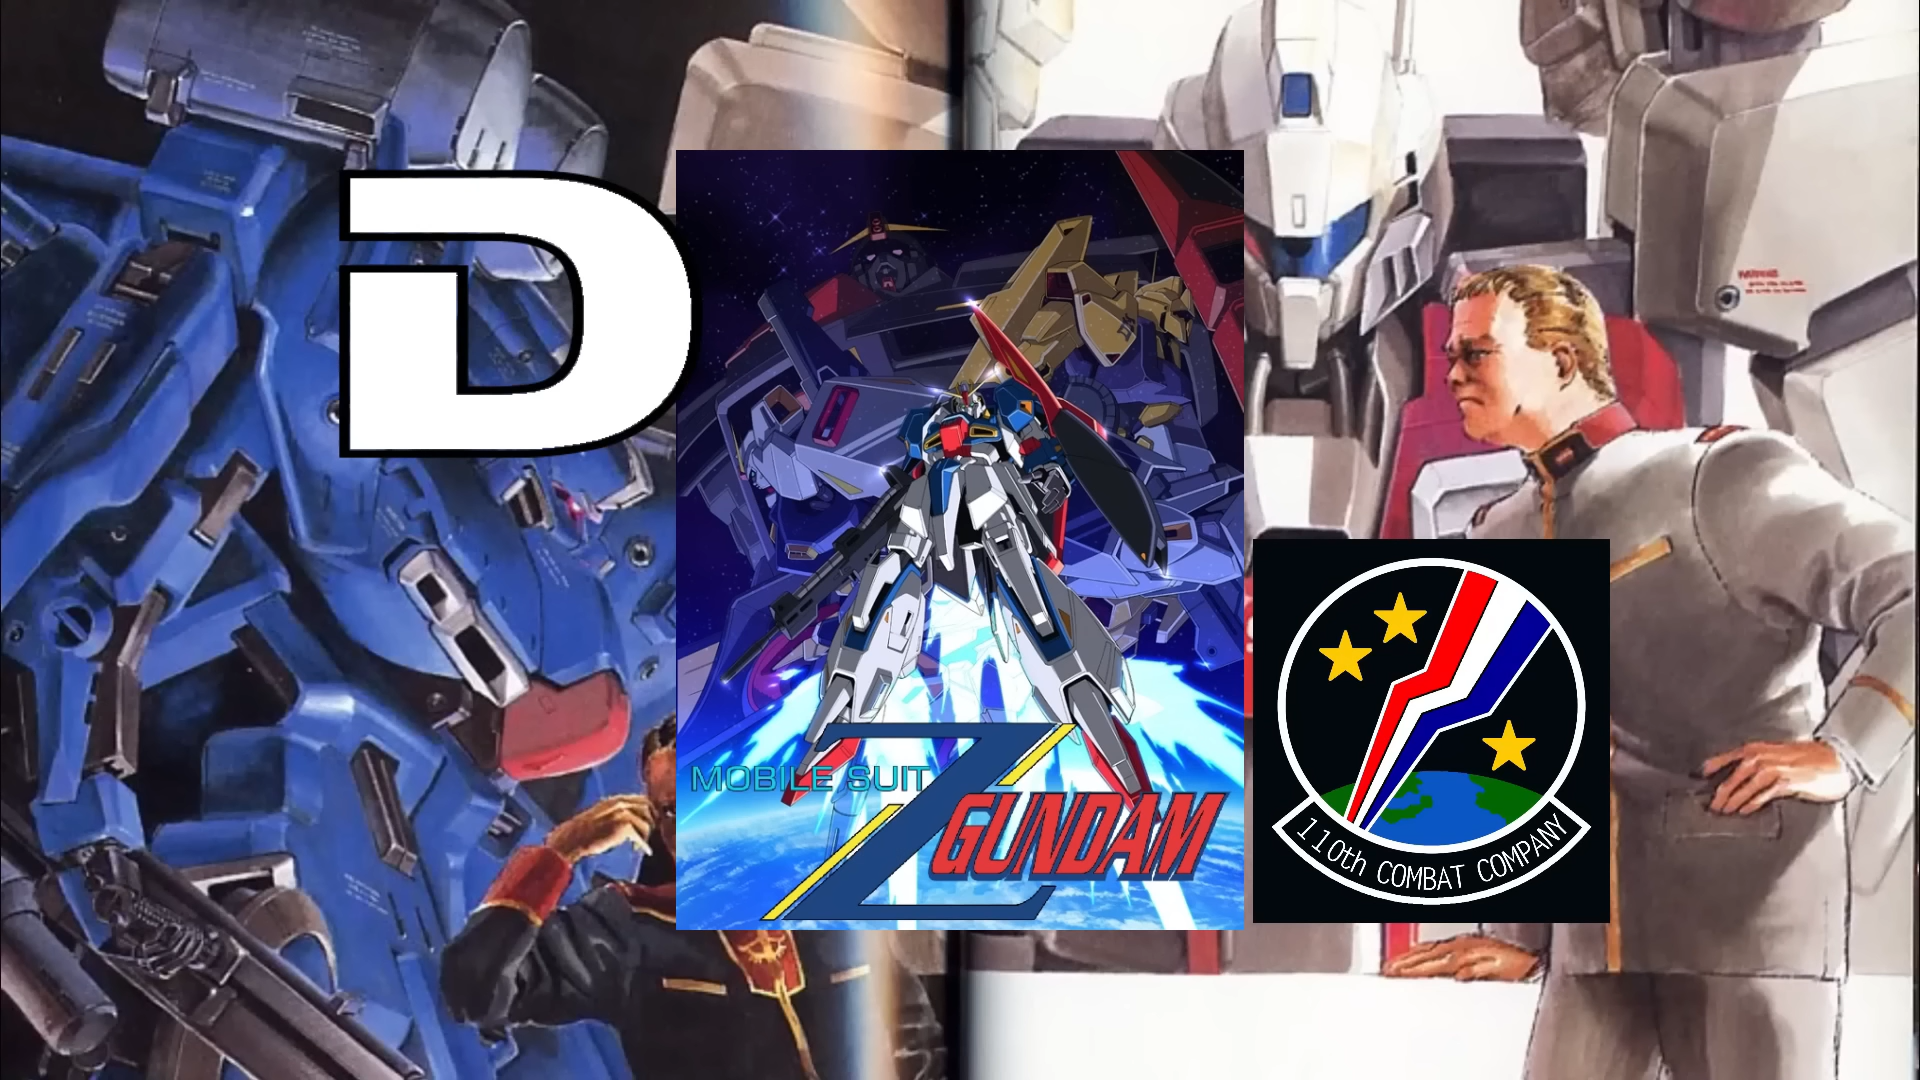 D
MOBILE SUIT
Z
GUNDAM
110th COMBAT COMPANY